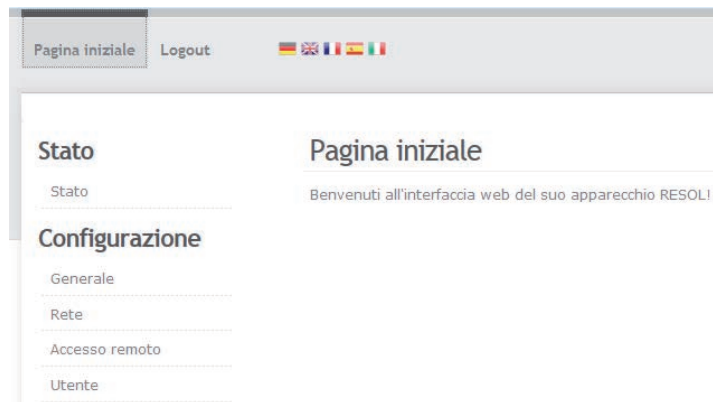 Pagina iniziale Logout
Stato
Stato
Configurazione
Generale
Rete
Accesso remoto
Utente
Pagina iniziale
Benvenuti all'interfaccia web del suo apparecchio RESOL!